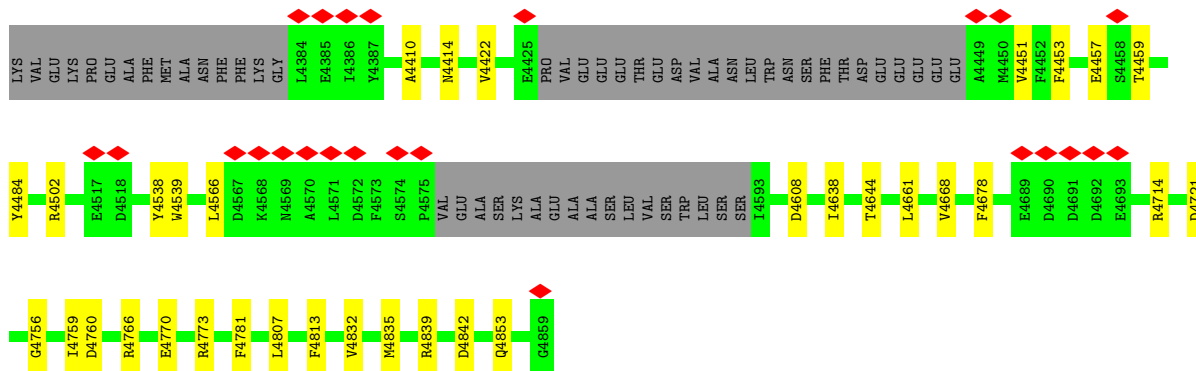 LYS VAL GLU LYS PRO GLU ALA PHE MET ALA ASN PHE PHE LYS GLY L4384 E4385 I4386 Y4387 A4410 N4414 V4422 E4425 PRO VAL GLU GLU GLU THR GLU ASP VAL ALA ASN LEU TRP ASN SER PHE THR ASP GLU GLU GLU GLU GLU A4449 M4450 V4451 F4452 F4453 E4457 S4458 T4459
Y4484 R4502 E4517 D4518 Y4538 W4539 L4566 D4567 K4568 N4569 A4570 L4571 D4572 F4573 S4574 P4575 VAL GLU ALA SER LYS ALA GLU ALA ALA SER LEU VAL SER TRP LEU SER SER I4593 D4608 I4638 T4644 L4661 V4668 F4678 E4689 D4690 D4691 D4692 E4693 R4714
G4756 I4759 D4760 R4766 E4770 R4773 F4781 L4807 F4813 V4832 M4835 R4839 D4842 Q4853 G4859